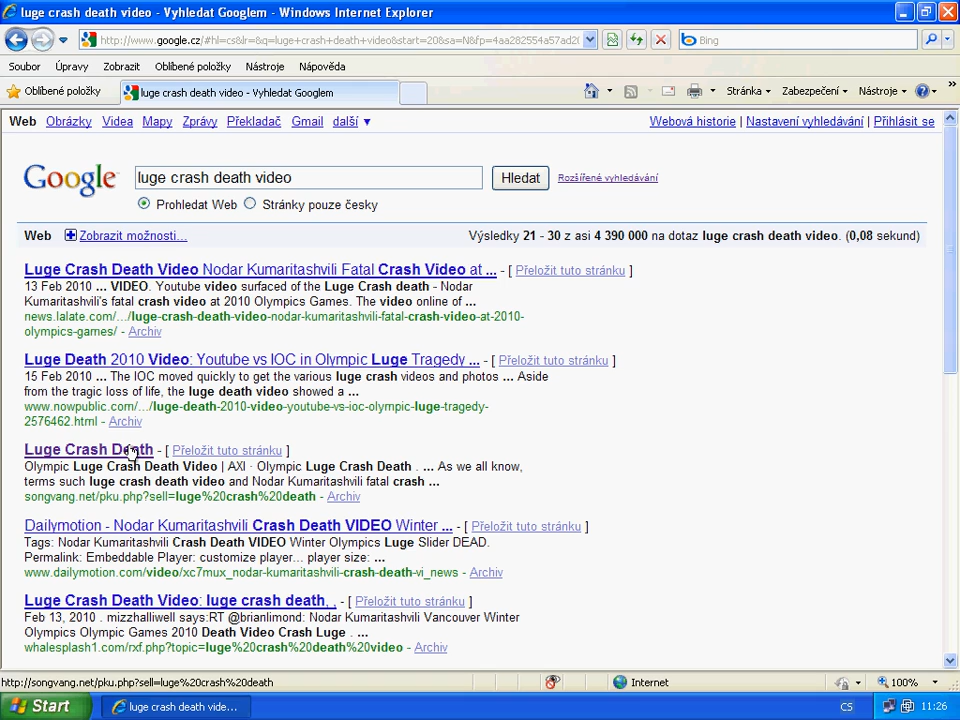 luge crash death video - Vyhledat Googlem - Windows Internet Explorer
http://www.google.cz/#hl=cs&lr=&q=luge+crash+death+video&start=20&sa=N&fp=4aa282554a57ad20
Bing
Soubor Úpravy Zobrazit Oblíbené položky Nástroje Nápověda
Oblíbené položky luge crash death video - Vyhledat Googlem Stránka Zabezpečení Nástroje
Web Obrázky Videa Mapy Zprávy Překladač Gmail další ▼ Webová historie | Nastavení vyhledávání | Přihlásit se
Google luge crash death video Hledat Rozšířené vyhledávání
Prohledat Web Stránky pouze česky
Web Zobrazit možnosti... Výsledky 21 - 30 z asi 4 390 000 na dotaz luge crash death video. (0,08 sekund)
Luge Crash Death Video Nodar Kumaritashvili Fatal Crash Video at ... - [ Přeložit tuto stránku ]
13 Feb 2010 ... VIDEO. Youtube video surfaced of the Luge Crash death - Nodar
Kumaritashvili's fatal crash video at 2010 Olympics Games. The video online of ...
news.lalate.com/.../luge-crash-death-video-nodar-kumaritashvili-fatal-crash-video-at-2010-
olympics-games/ - Archiv
Luge Death 2010 Video: Youtube vs IOC in Olympic Luge Tragedy ... - [ Přeložit tuto stránku ]
15 Feb 2010 ... The IOC moved quickly to get the various luge crash videos and photos ... Aside
from the tragic loss of life, the luge death video showed a ...
www.nowpublic.com/.../luge-death-2010-video-youtube-vs-ioc-olympic-luge-tragedy-
2576462.html - Archiv
Luge Crash Death - [ Přeložit tuto stránku ]
Olympic Luge Crash Death Video | AXI · Olympic Luge Crash Death . ... As we all know,
terms such luge crash death video and Nodar Kumaritashvili fatal crash ...
songvang.net/pku.php?sell=luge%20crash%20death - Archiv
Dailymotion - Nodar Kumaritashvili Crash Death VIDEO Winter ... - [ Přeložit tuto stránku ]
Tags: Nodar Kumaritashvili Crash Death VIDEO Winter Olympics Luge Slider DEAD.
Permalink: Embeddable Player: customize player... player size: ...
www.dailymotion.com/video/xc7mux_nodar-kumaritashvili-crash-death-vi_news - Archiv
Luge Crash Death Video: luge crash death, , - [ Přeložit tuto stránku ]
Feb 13, 2010 . mizzhalliwell says:RT @brianlimond: Nodar Kumaritashvili Vancouver Winter
Olympics Olympic Games 2010 Death Video Crash Luge . ...
whalesplash1.com/rxf.php?topic=luge%20crash%20death%20video - Archiv
http://songvang.net/pku.php?sell=luge%20crash%20death Internet 100%
Start luge crash death vide... CS 11:26